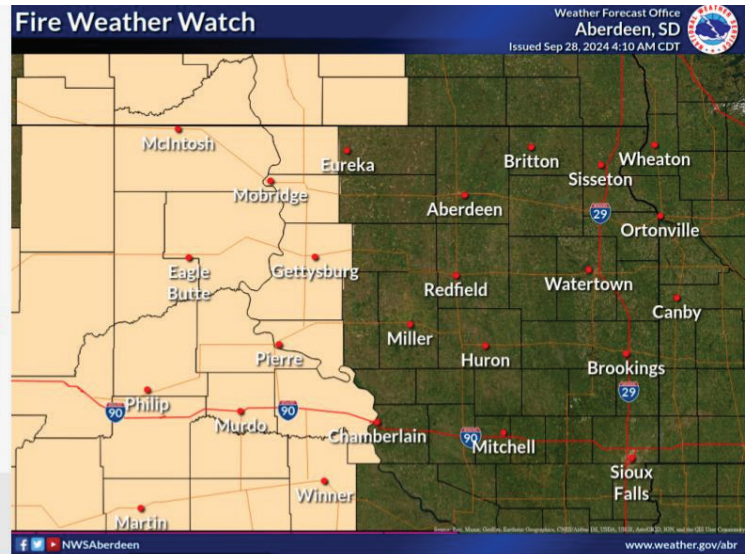 Fire Weather Watch
Weather Forecast Office
Aberdeen, SD
Issued Sep 28, 2024 4:10 AM CDT
McIntosh
Eureka
Britton
Wheaton
Sisseton
Mobridge
Aberdeen
29
Ortonville
Eagle
Butte
Gettysburg
Redfield
Watertown
Canby
Miller
Pierre
Huron
Brookings
Philip
29
90
Murdo
90
Chamberlain
90
Mitchell
Sioux
Falls
Winner
Martin
NWSAberdeen
www.weather.gov/abr